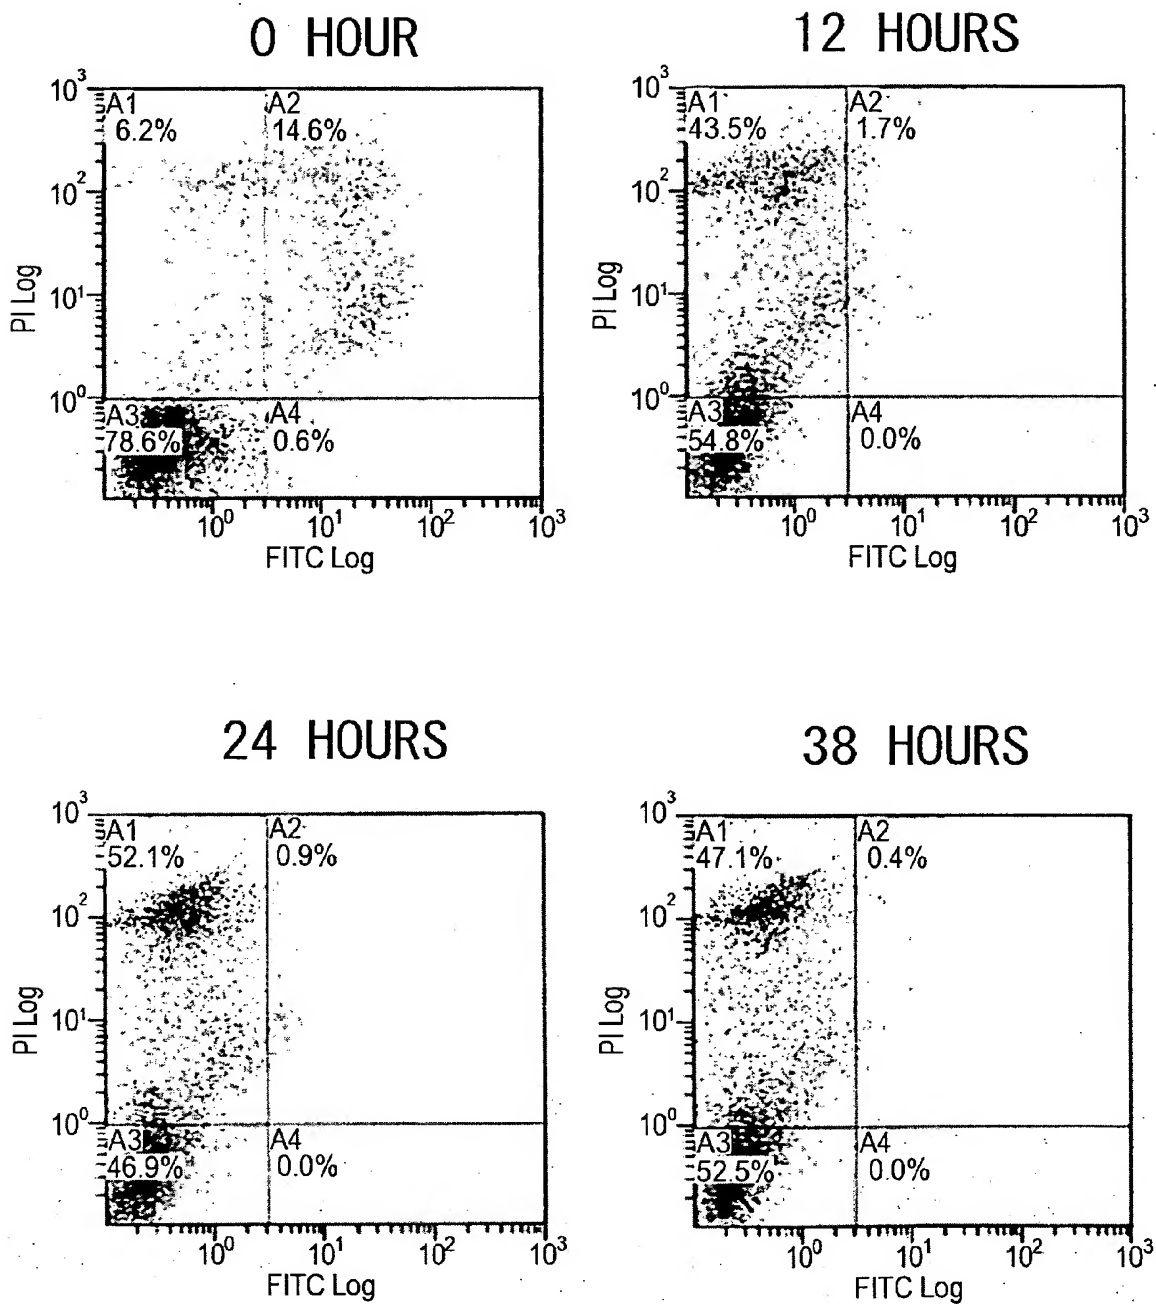 0 HOUR
10³
A1
6.2%
A2
14.6%
10²
10¹
10⁰
A3
78.6%
A4
0.6%
PI Log
10⁰ 10¹ 10² 10³
FITC Log
12 HOURS
10³
A1
43.5%
A2
1.7%
10²
10¹
10⁰
A3
54.8%
A4
0.0%
PI Log
10⁰ 10¹ 10² 10³
FITC Log
24 HOURS
10³
A1
52.1%
A2
0.9%
10²
10¹
10⁰
A3
46.9%
A4
0.0%
PI Log
10⁰ 10¹ 10² 10³
FITC Log
38 HOURS
10³
A1
47.1%
A2
0.4%
10²
10¹
10⁰
A3
52.5%
A4
0.0%
PI Log
10⁰ 10¹ 10² 10³
FITC Log